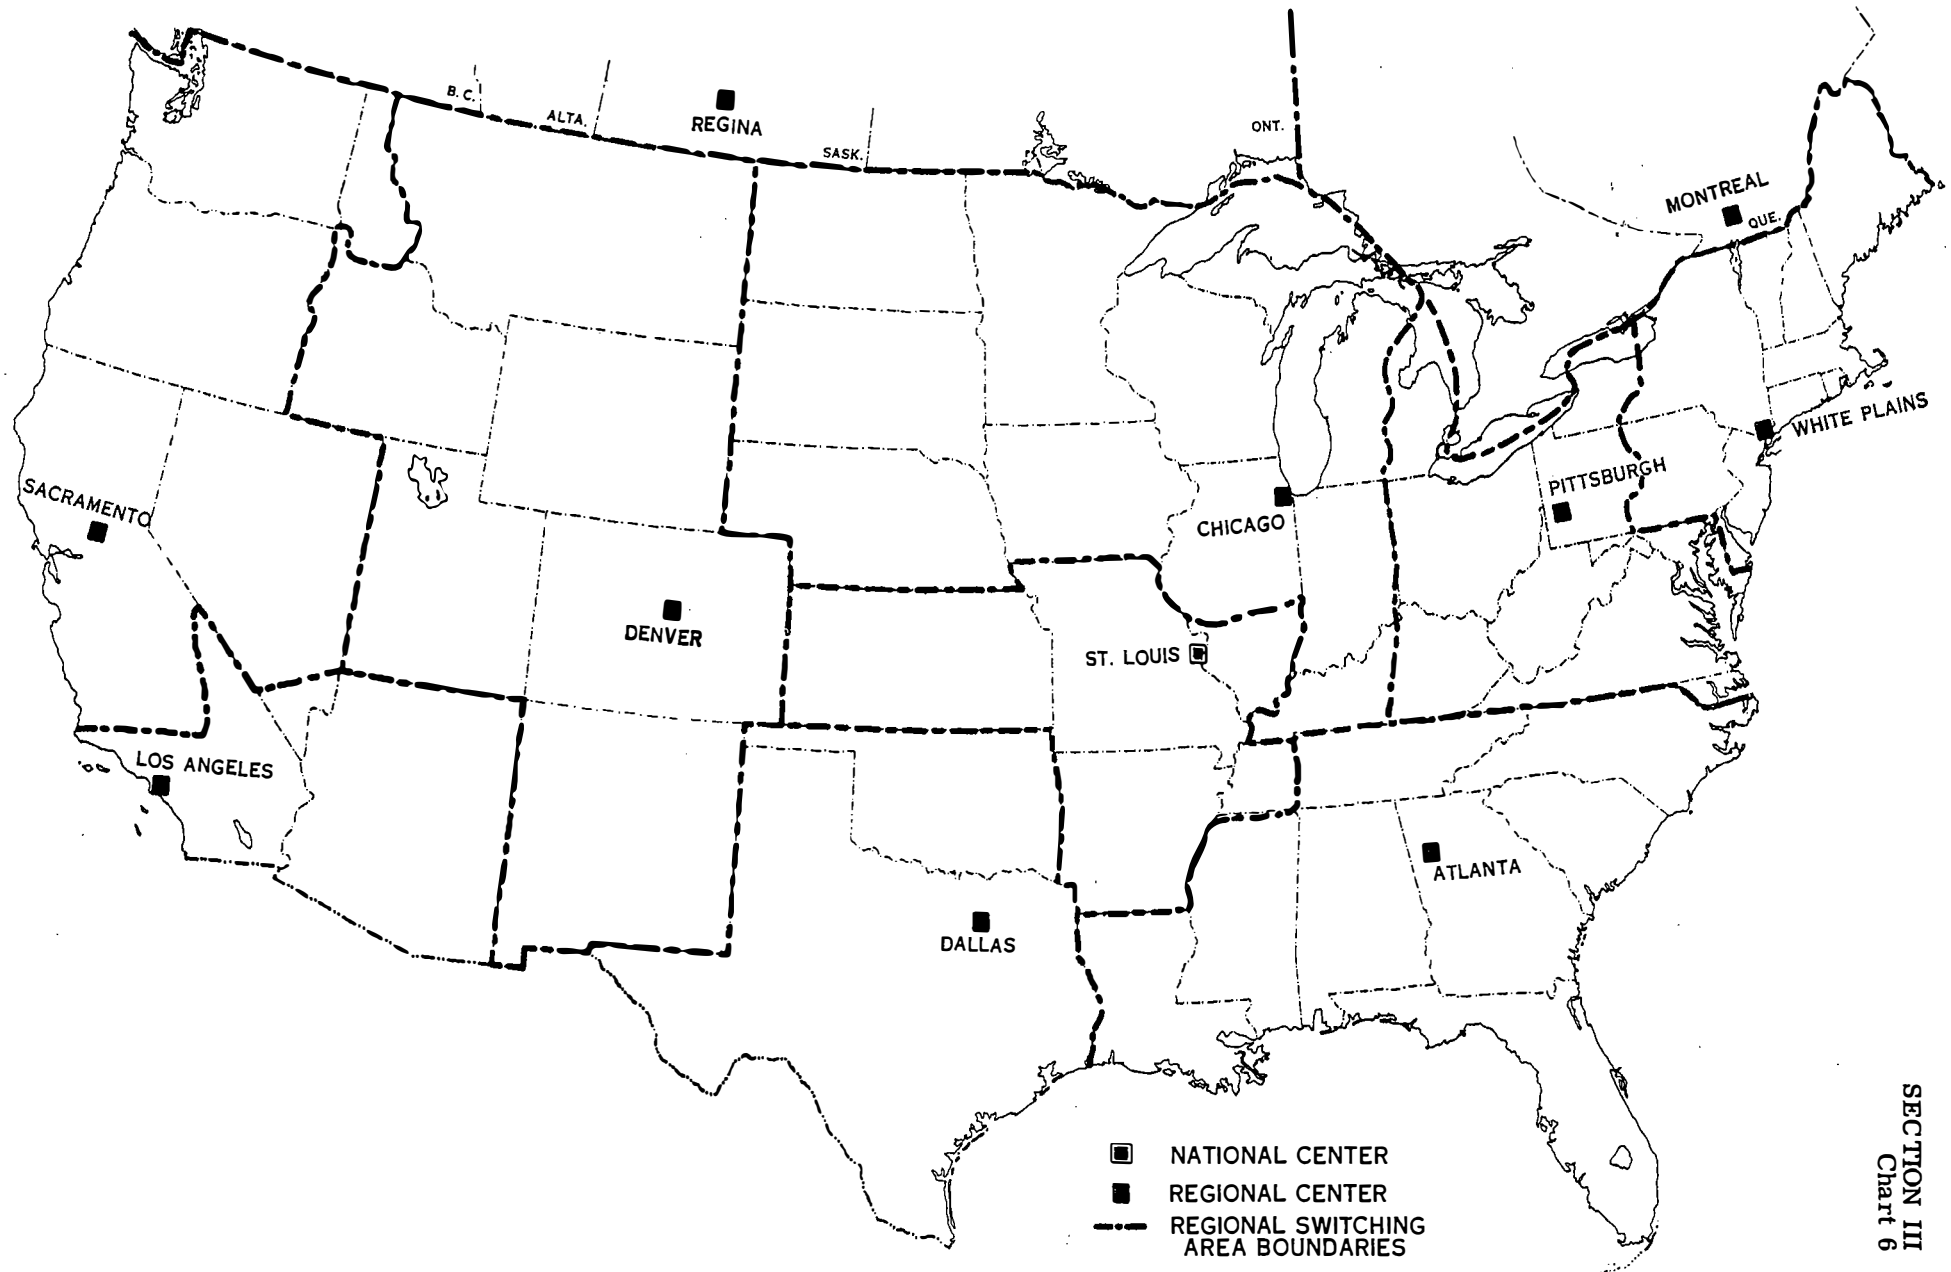 B. C.
ALTA.
REGINA
SASK.
ONT.
MONTREAL
QUE.
WHITE PLAINS
SACRAMENTO
PITTSBURGH
CHICAGO
DENVER
ST. LOUIS
LOS ANGELES
ATLANTA
DALLAS
NATIONAL CENTER
REGIONAL CENTER
REGIONAL SWITCHING
AREA BOUNDARIES
SECTION III
Chart 6